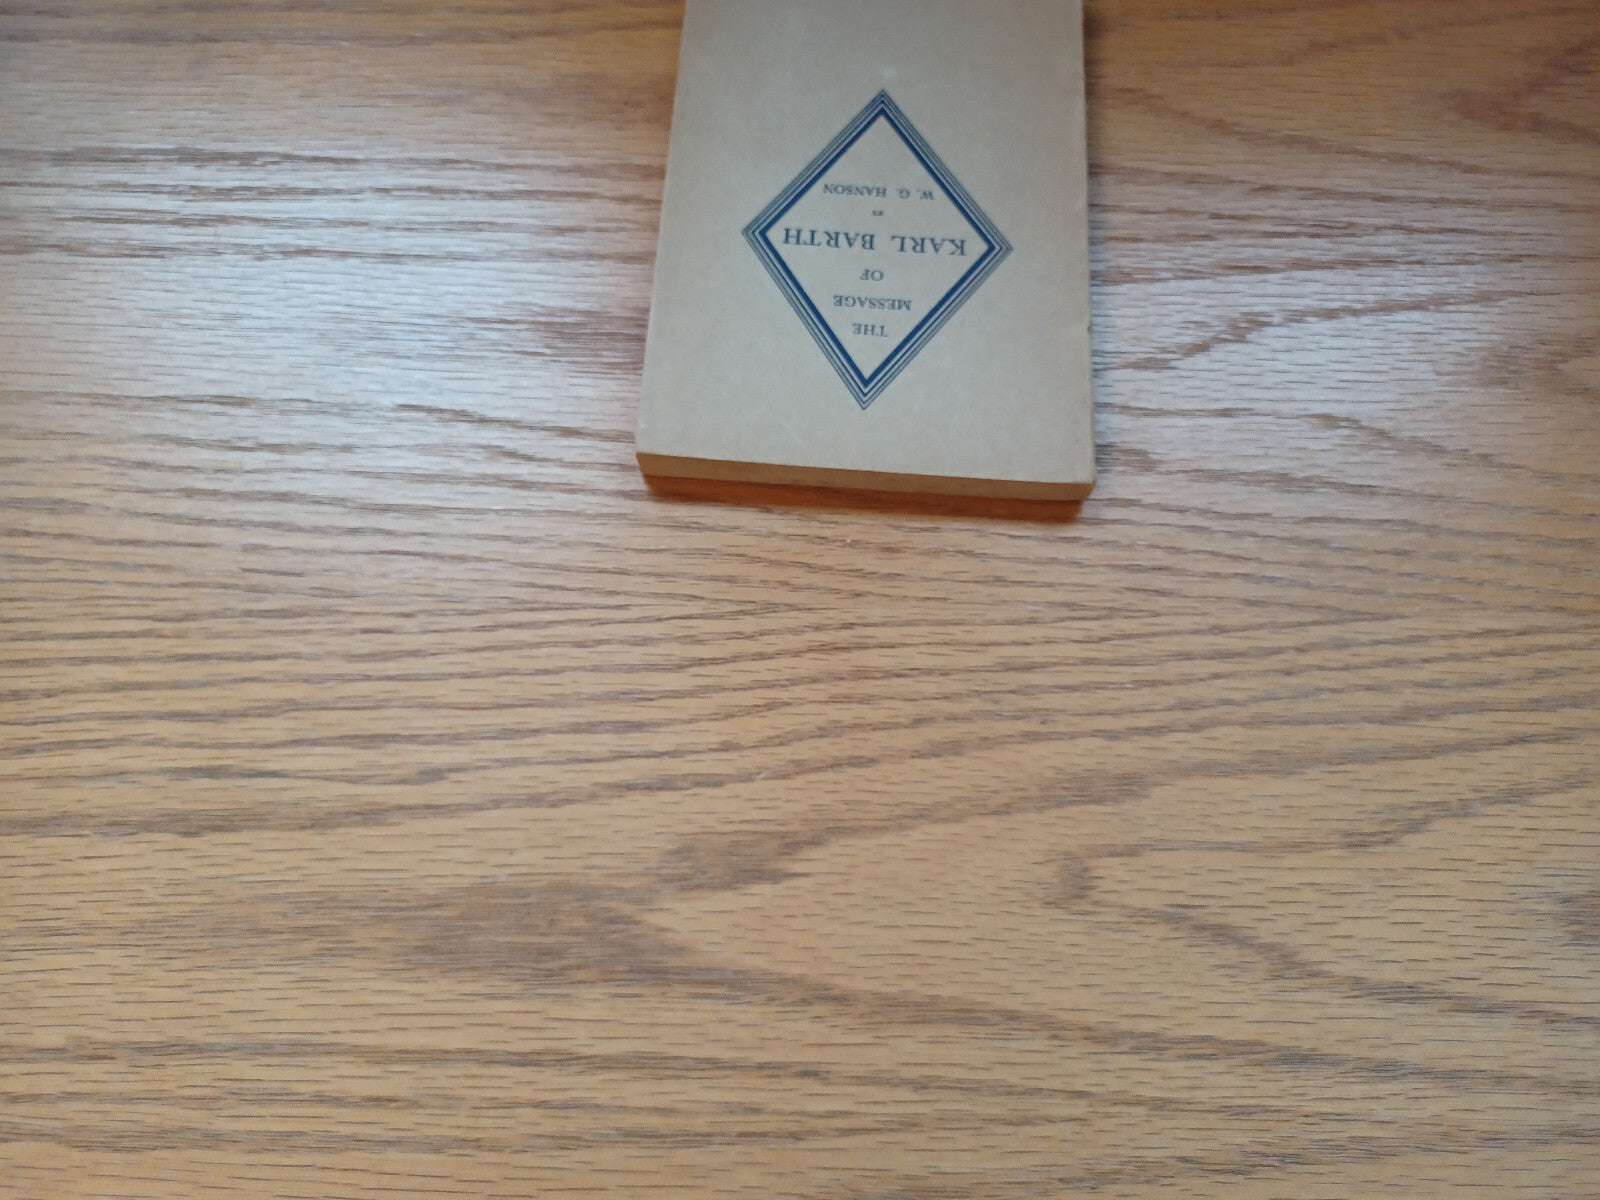 THE
MESSAGE
OF
KARL BARTH
BY
W. G. HANSON